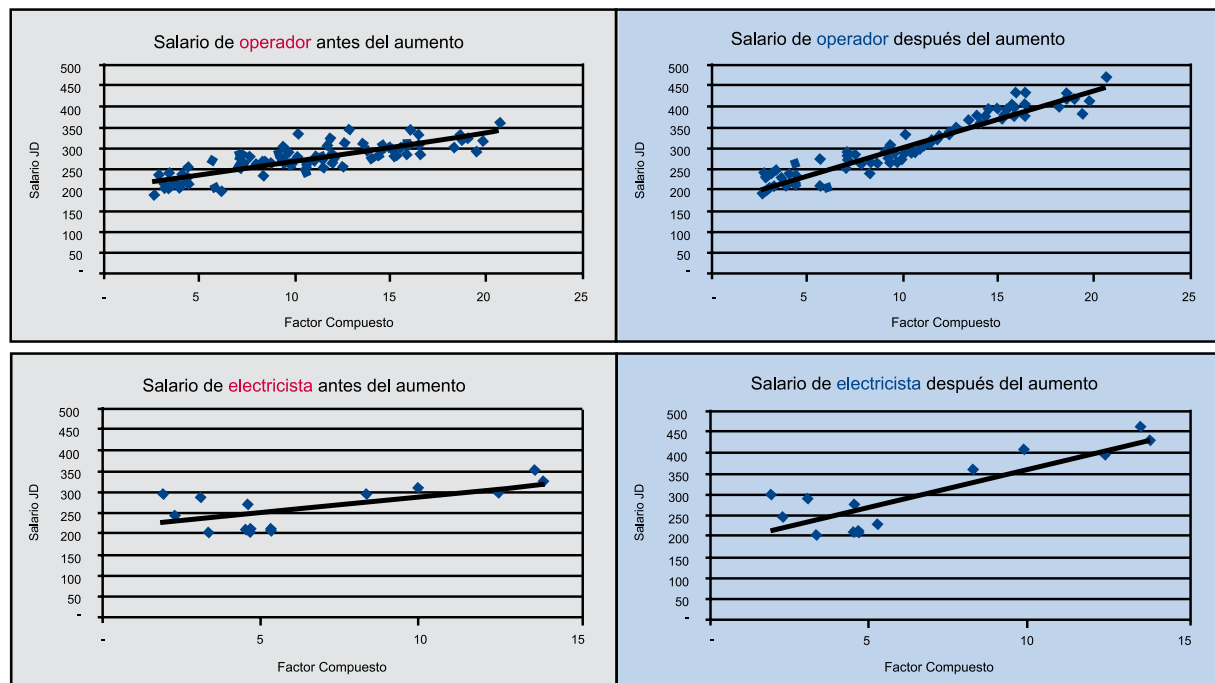 Salario de operador antes del aumento
Salario JD
500
450
400
350
300
250
200
150
100
50
-
- 5 10 15 20 25
Factor Compuesto
Salario de operador después del aumento
Salario JD
500
450
400
350
300
250
200
150
100
50
-
- 5 10 15 20 25
Factor Compuesto
Salario de electricista antes del aumento
Salario JD
500
450
400
350
300
250
200
150
100
50
-
- 5 10 15
Factor Compuesto
Salario de electricista después del aumento
Salario JD
500
450
400
350
300
250
200
150
100
50
-
- 5 10 15
Factor Compuesto